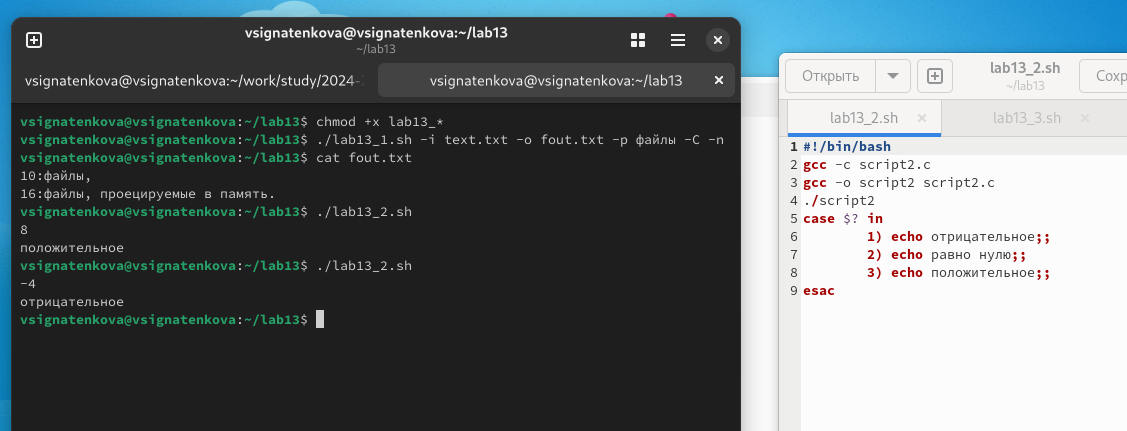 vsignatenkova@vsignatenkova:~/lab13
~/lab13
vsignatenkova@vsignatenkova:~/work/study/2024-
vsignatenkova@vsignatenkova:~/lab13
vsignatenkova@vsignatenkova:~/lab13$ chmod +x lab13_*
vsignatenkova@vsignatenkova:~/lab13$ ./lab13_1.sh -i text.txt -o fout.txt -p файлы -C -n
vsignatenkova@vsignatenkova:~/lab13$ cat fout.txt
10:файлы,
16:файлы, проецируемые в память.
vsignatenkova@vsignatenkova:~/lab13$ ./lab13_2.sh
8
положительное
vsignatenkova@vsignatenkova:~/lab13$ ./lab13_2.sh
-4
отрицательное
vsignatenkova@vsignatenkova:~/lab13$
Открыть
lab13_2.sh
~/lab13
Сохр
lab13_2.sh
lab13_3.sh
1 #!/bin/bash
2 gcc -c script2.c
3 gcc -o script2 script2.c
4 ./script2
5 case $? in
6 1) echo отрицательное;;
7 2) echo равно нулю;;
8 3) echo положительное;;
9 esac